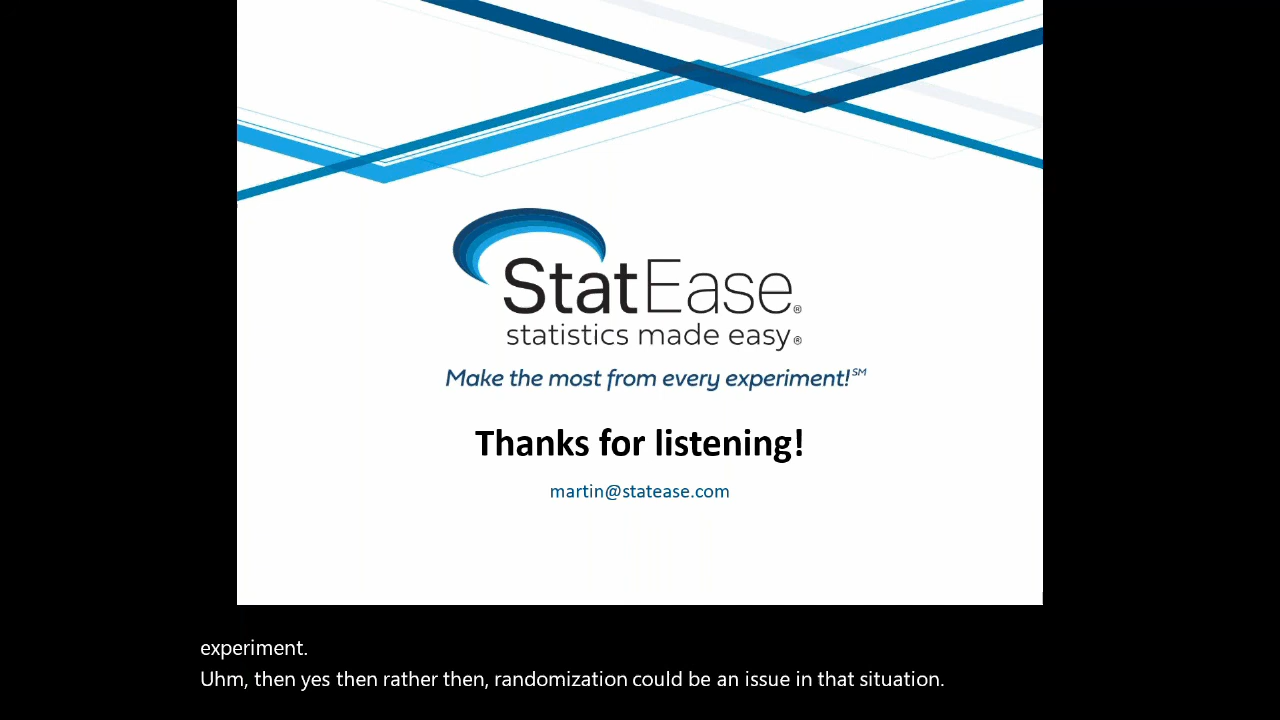 StatEase®
statistics made easy®
Make the most from every experiment!℠
Thanks for listening!
martin@statease.com
experiment.
Uhm, then yes then rather then, randomization could be an issue in that situation.